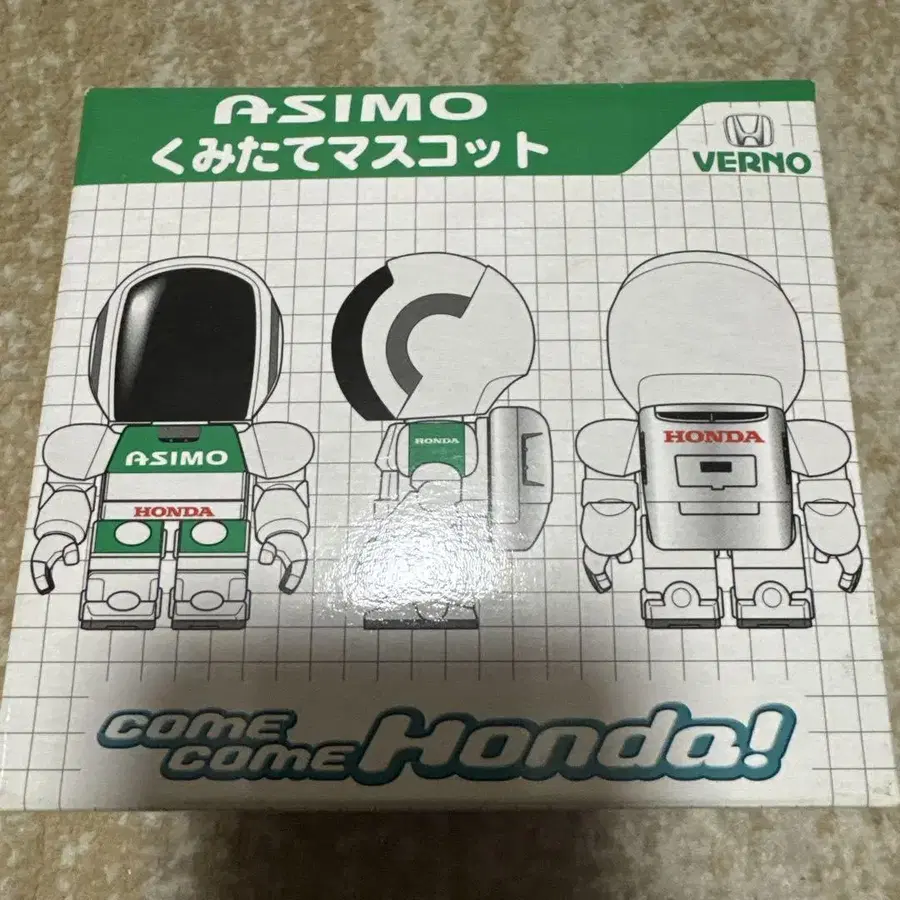 ASIMO
くみたてマスコット
VERNO
ASIMO
HONDA
HONDA
HONDA
COME
COME Honda!